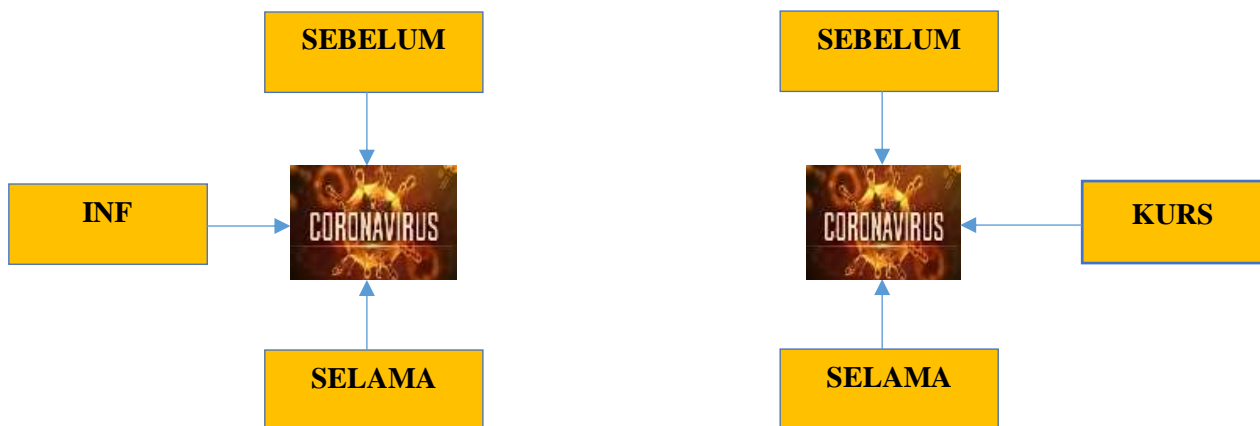 SEBELUM
SEBELUM
INF
CORONAVIRUS
CORONAVIRUS
KURS
SELAMA
SELAMA